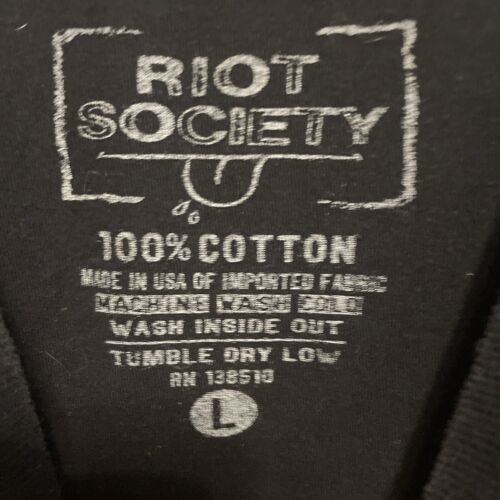 RIOT
SOCIETY
100% COTTON
MADE IN USA OF IMPORTED FABRIC
MACHINE WASH COLD
WASH INSIDE OUT
TUMBLE DRY LOW
RN 138510
L